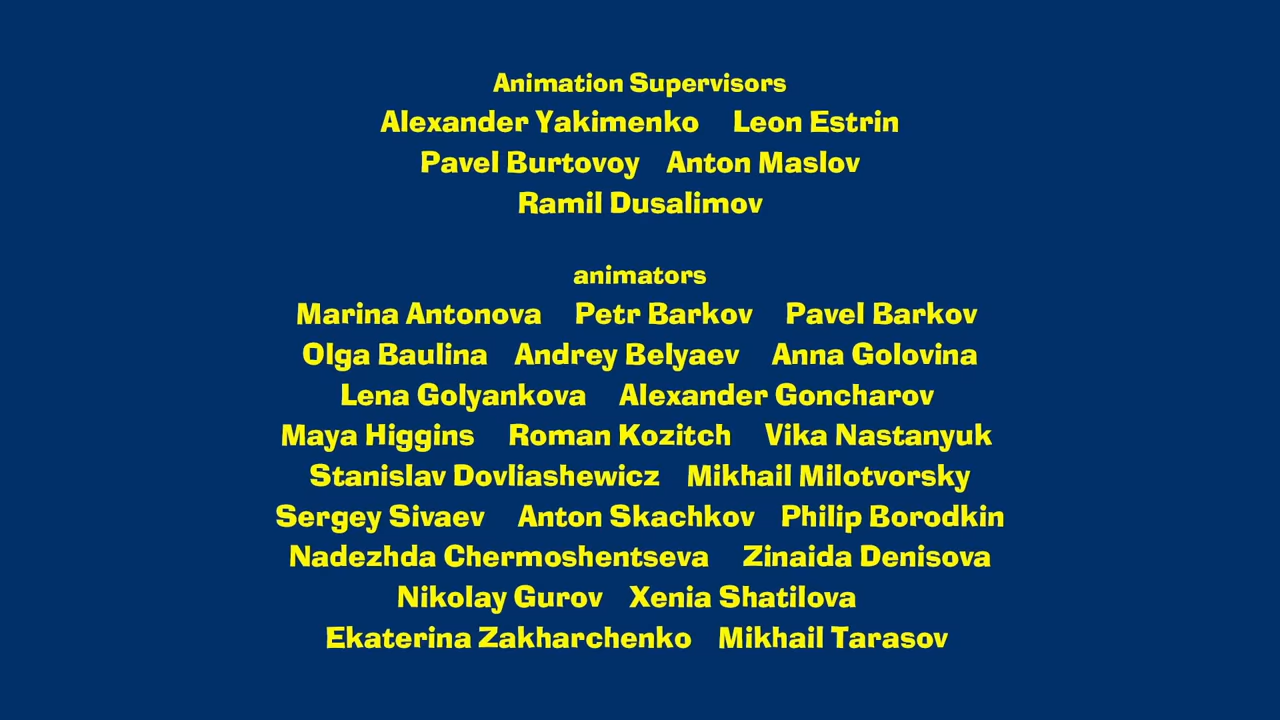 Animation Supervisors
Alexander Yakimenko Leon Estrin
Pavel Burtovoy Anton Maslov
Ramil Dusalimov
animators
Marina Antonova Petr Barkov Pavel Barkov
Olga Baulina Andrey Belyaev Anna Golovina
Lena Golyankova Alexander Goncharov
Maya Higgins Roman Kozitch Vika Nastanyuk
Stanislav Dovliashewicz Mikhail Milotvorsky
Sergey Sivaev Anton Skachkov Philip Borodkin
Nadezhda Chermoshentseva Zinaida Denisova
Nikolay Gurov Xenia Shatilova
Ekaterina Zakharchenko Mikhail Tarasov